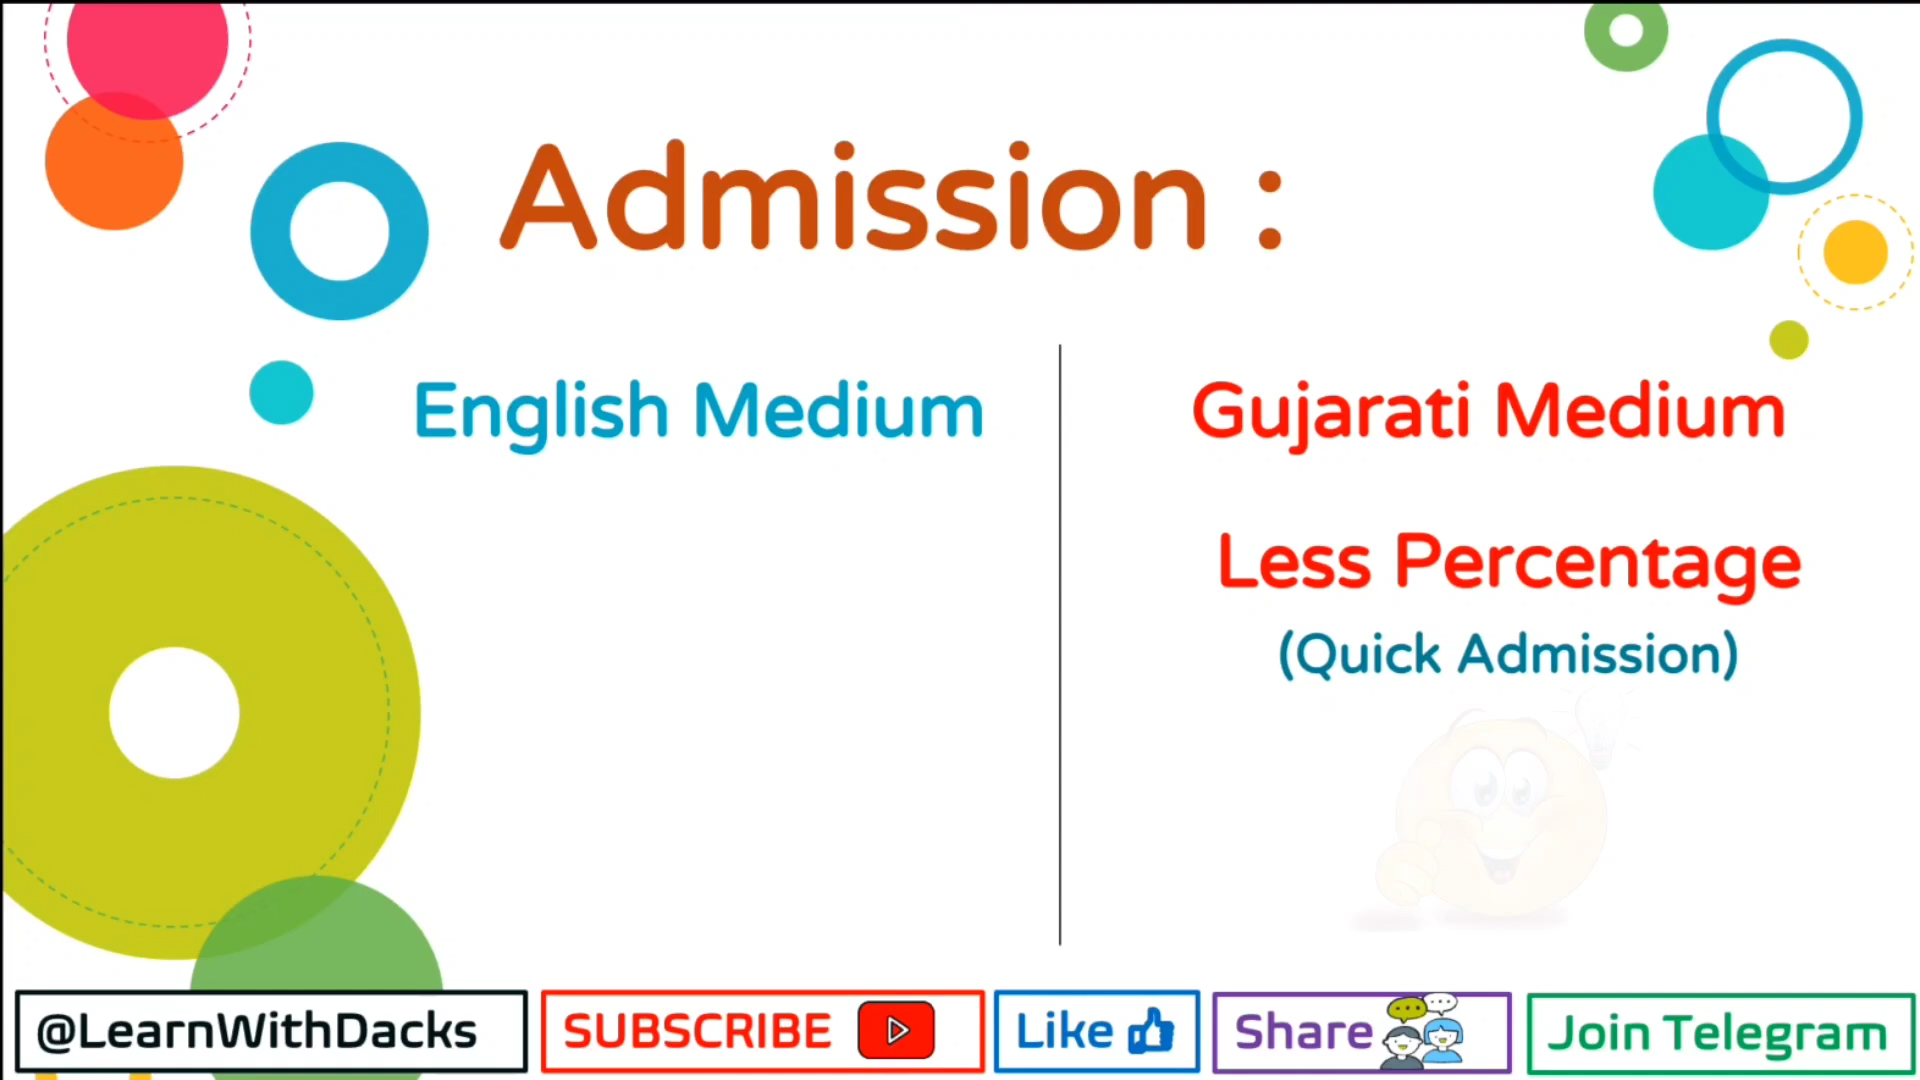 Admission :
English Medium
Gujarati Medium
Less Percentage
(Quick Admission)
@LearnWithDacks
SUBSCRIBE
Like
Share
Join Telegram